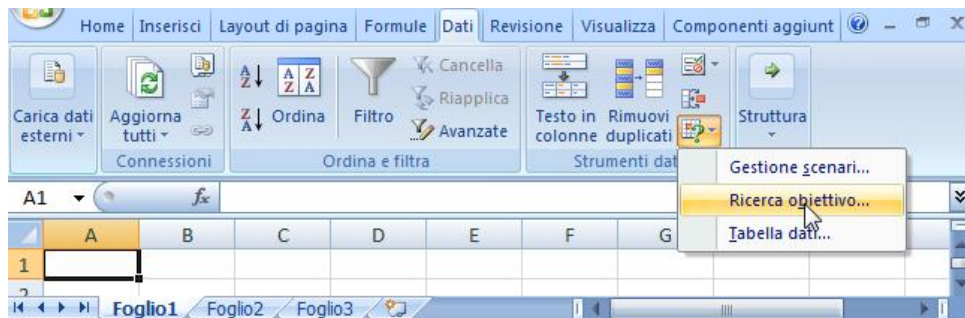 Home Inserisci Layout di pagina Formule Dati Revisione Visualizza Componenti aggiunt
Carica dati esterni
Aggiorna tutti
Connessioni
A Z
Z A
Ordina
A Z
Z A
Filtro
Cancella
Riapplica
Avanzate
Ordina e filtra
Testo in colonne
Rimuovi duplicati
Strumenti dat
Struttura
Gestione scenari...
Ricerca obiettivo...
Tabella dati...
A1 fx
A B C D E F G
1
2
Foglio1 Foglio2 Foglio3